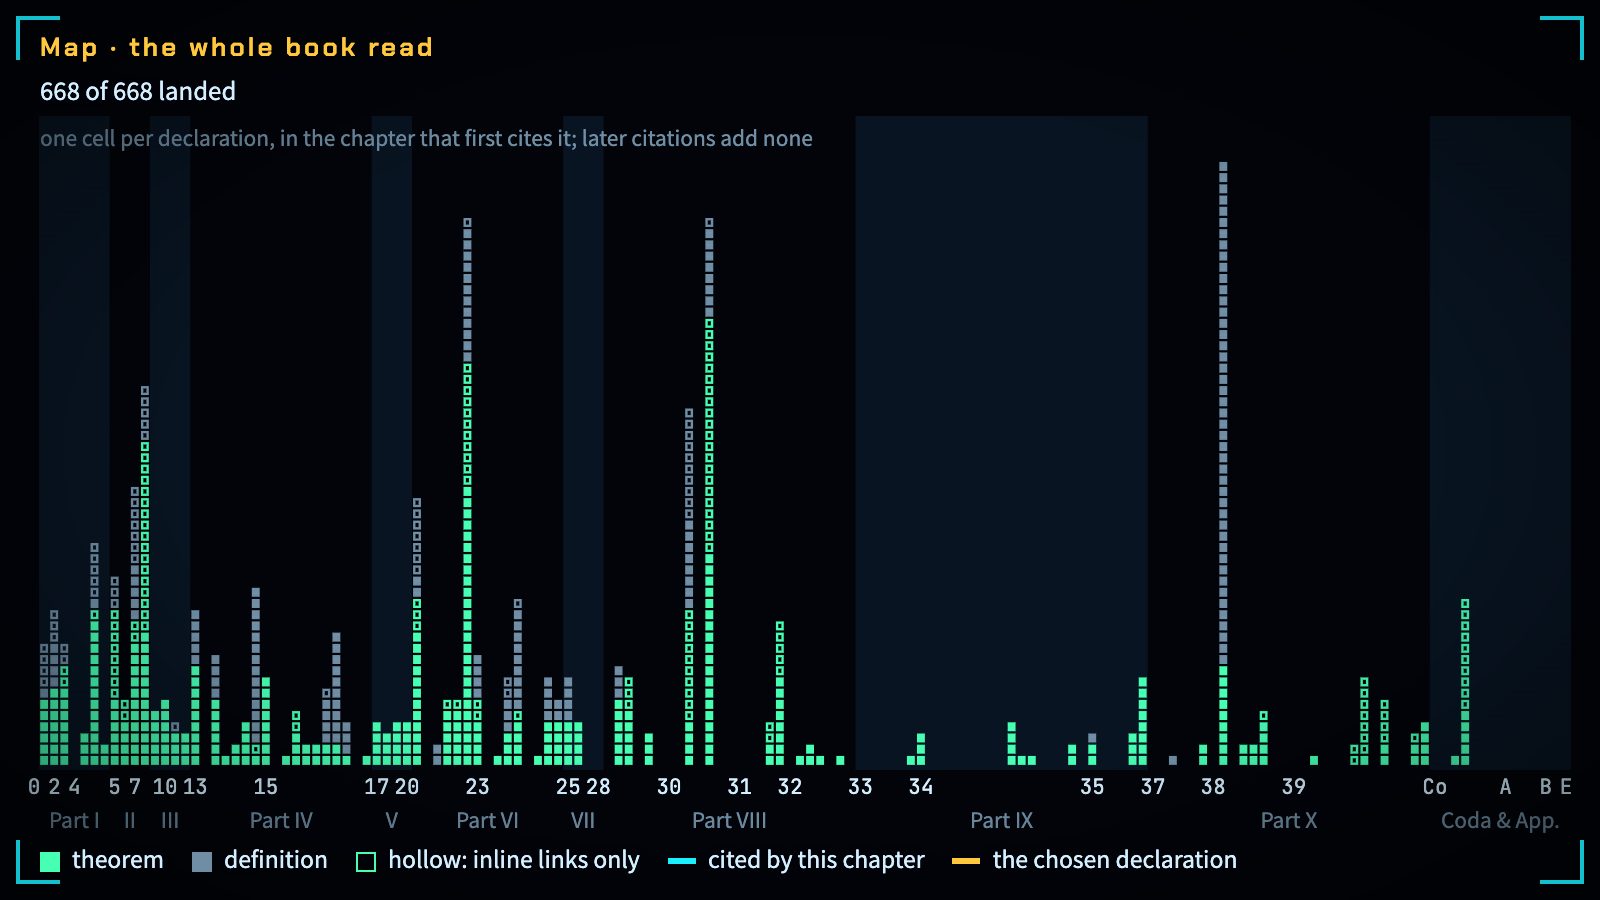 Map · the whole book read
668 of 668 landed
one cell per declaration, in the chapter that first cites it; later citations add none
0 2 4 5 7 10 13 15 17 20 23 25 28 30 31 32 33 34 35 37 38 39 Co A B E
Part I II III Part IV V Part VI VII Part VIII Part IX Part X Coda & App.
theorem definition hollow: inline links only cited by this chapter the chosen declaration